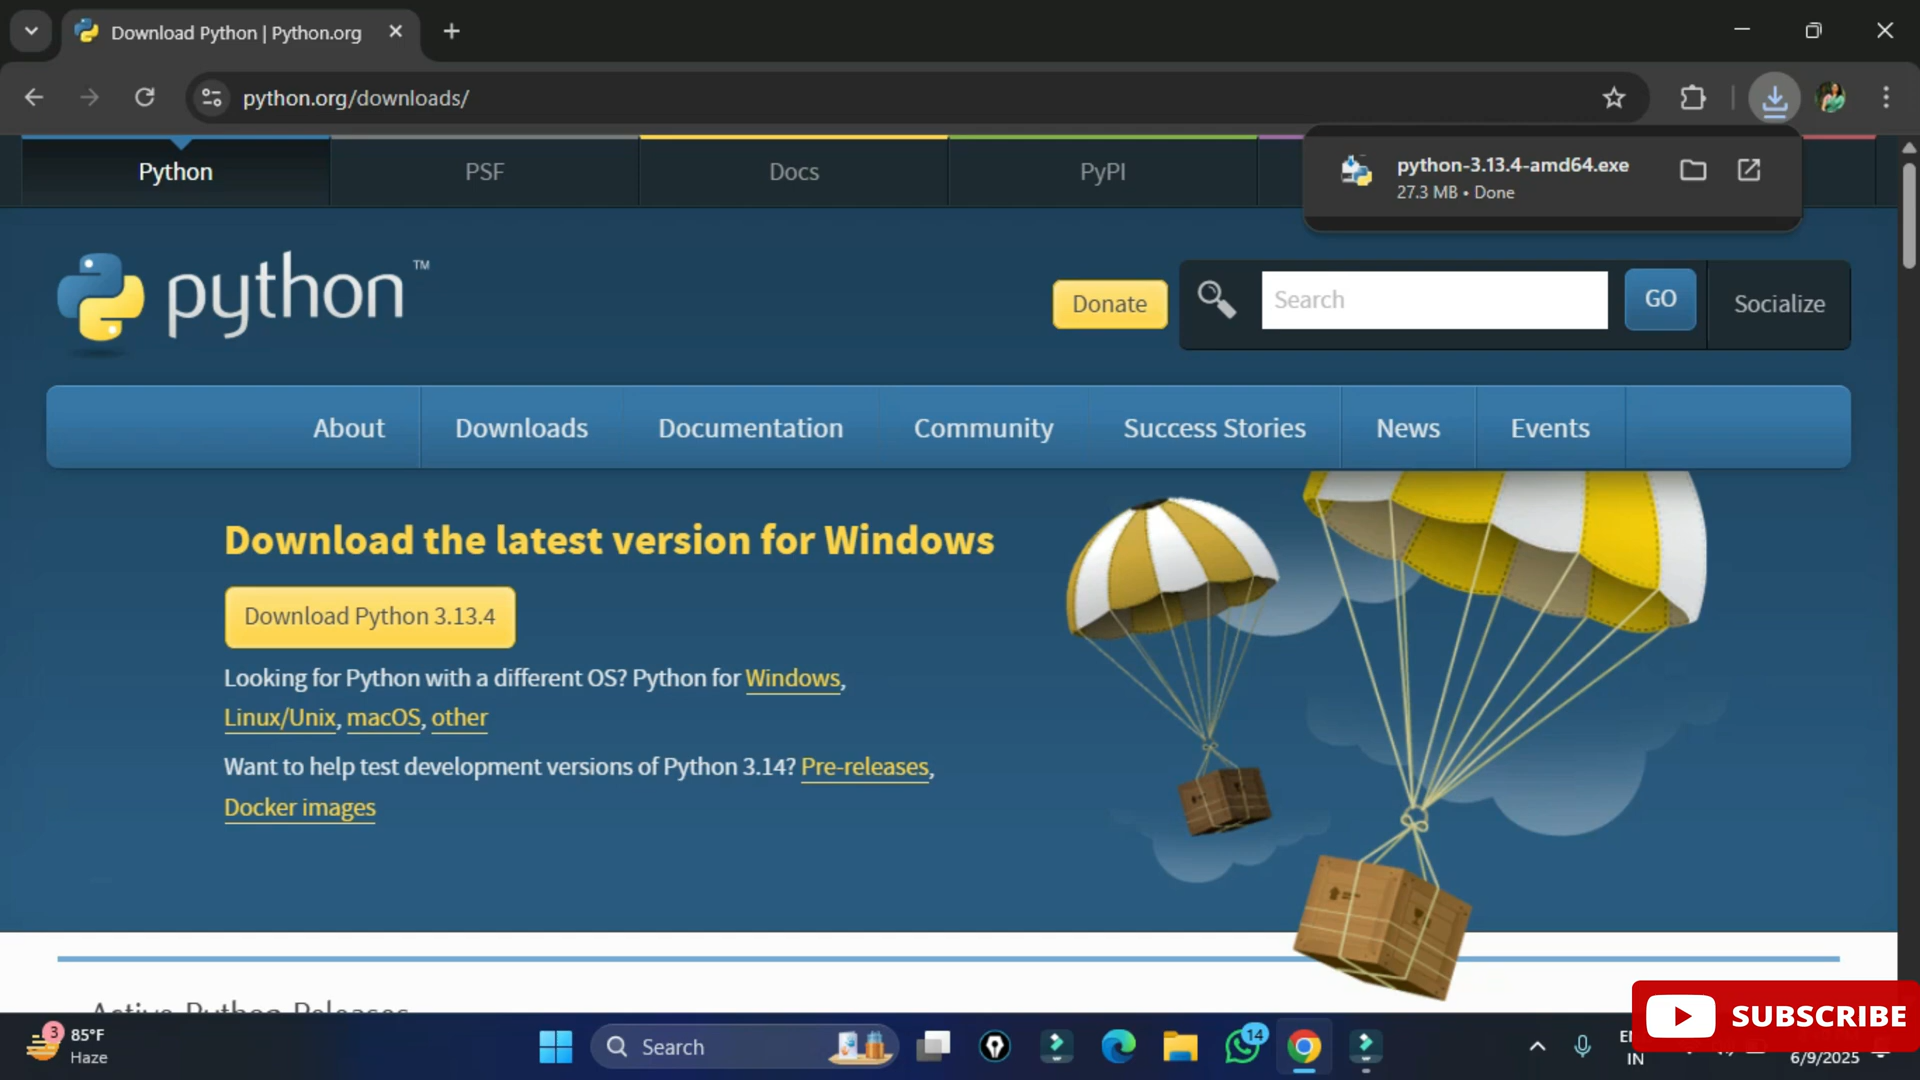 Download Python | Python.org
python.org/downloads/
Python
PSF
Docs
PyPI
python-3.13.4-amd64.exe
27.3 MB • Done
python™
Donate
Search
GO
Socialize
About
Downloads
Documentation
Community
Success Stories
News
Events
Download the latest version for Windows
Download Python 3.13.4
Looking for Python with a different OS? Python for Windows,
Linux/Unix, macOS, other
Want to help test development versions of Python 3.14? Pre-releases,
Docker images
Active Python Releases
SUBSCRIBE
3
85°F
Haze
Search
14
IN
6/9/2025